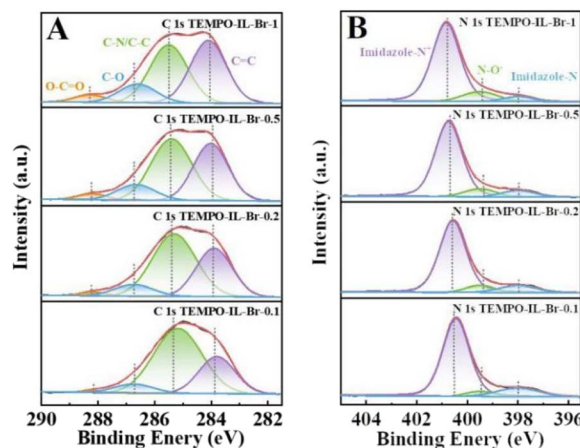 A
C 1s TEMPO-IL-Br-1
C-N/C-C
C=C
C-O
O-C=O
C 1s TEMPO-IL-Br-0.5
C 1s TEMPO-IL-Br-0.2
C 1s TEMPO-IL-Br-0.1
Intensity (a.u.)
290 288 286 284 282
Binding Enery (eV)
B
N 1s TEMPO-IL-Br-1
Imidazole-N+
N-O·
Imidazole-N
N 1s TEMPO-IL-Br-0.5
N 1s TEMPO-IL-Br-0.2
N 1s TEMPO-IL-Br-0.1
Intensity (a.u.)
404 402 400 398 396
Binding Enery (eV)